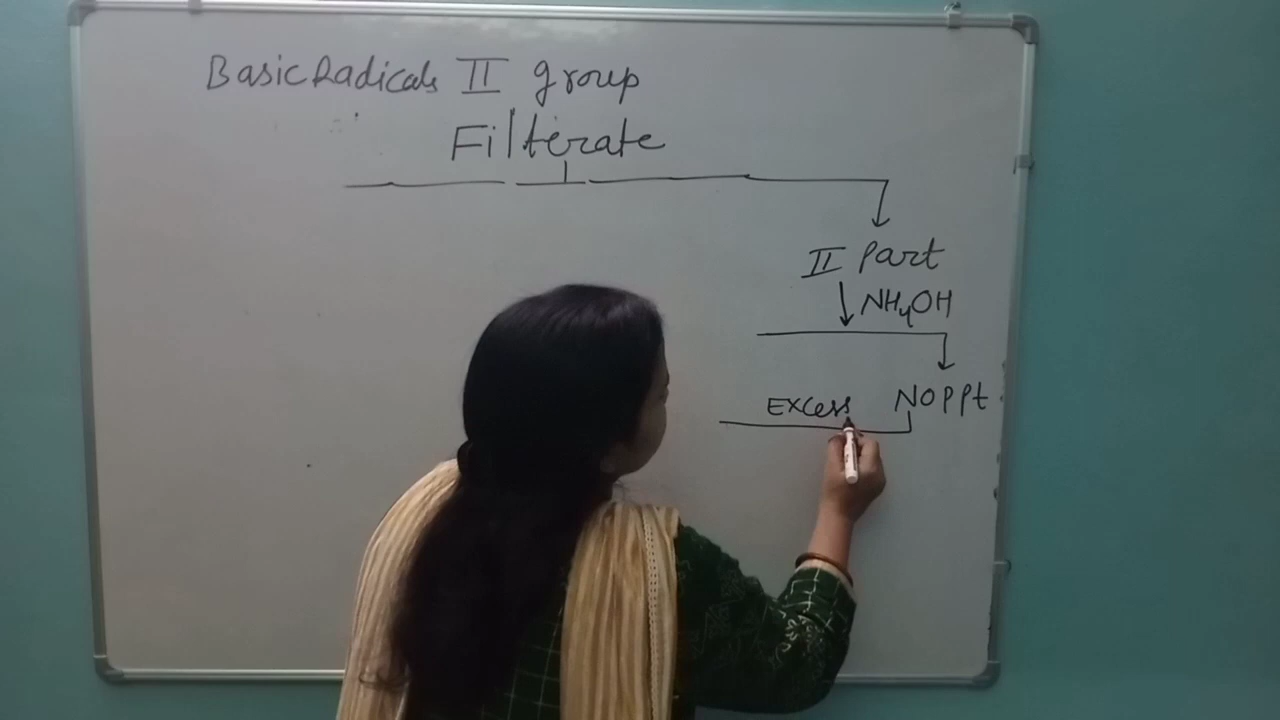 Basic Radicals II group
Filterate
II Part
NH4OH
NO PPt
Excess